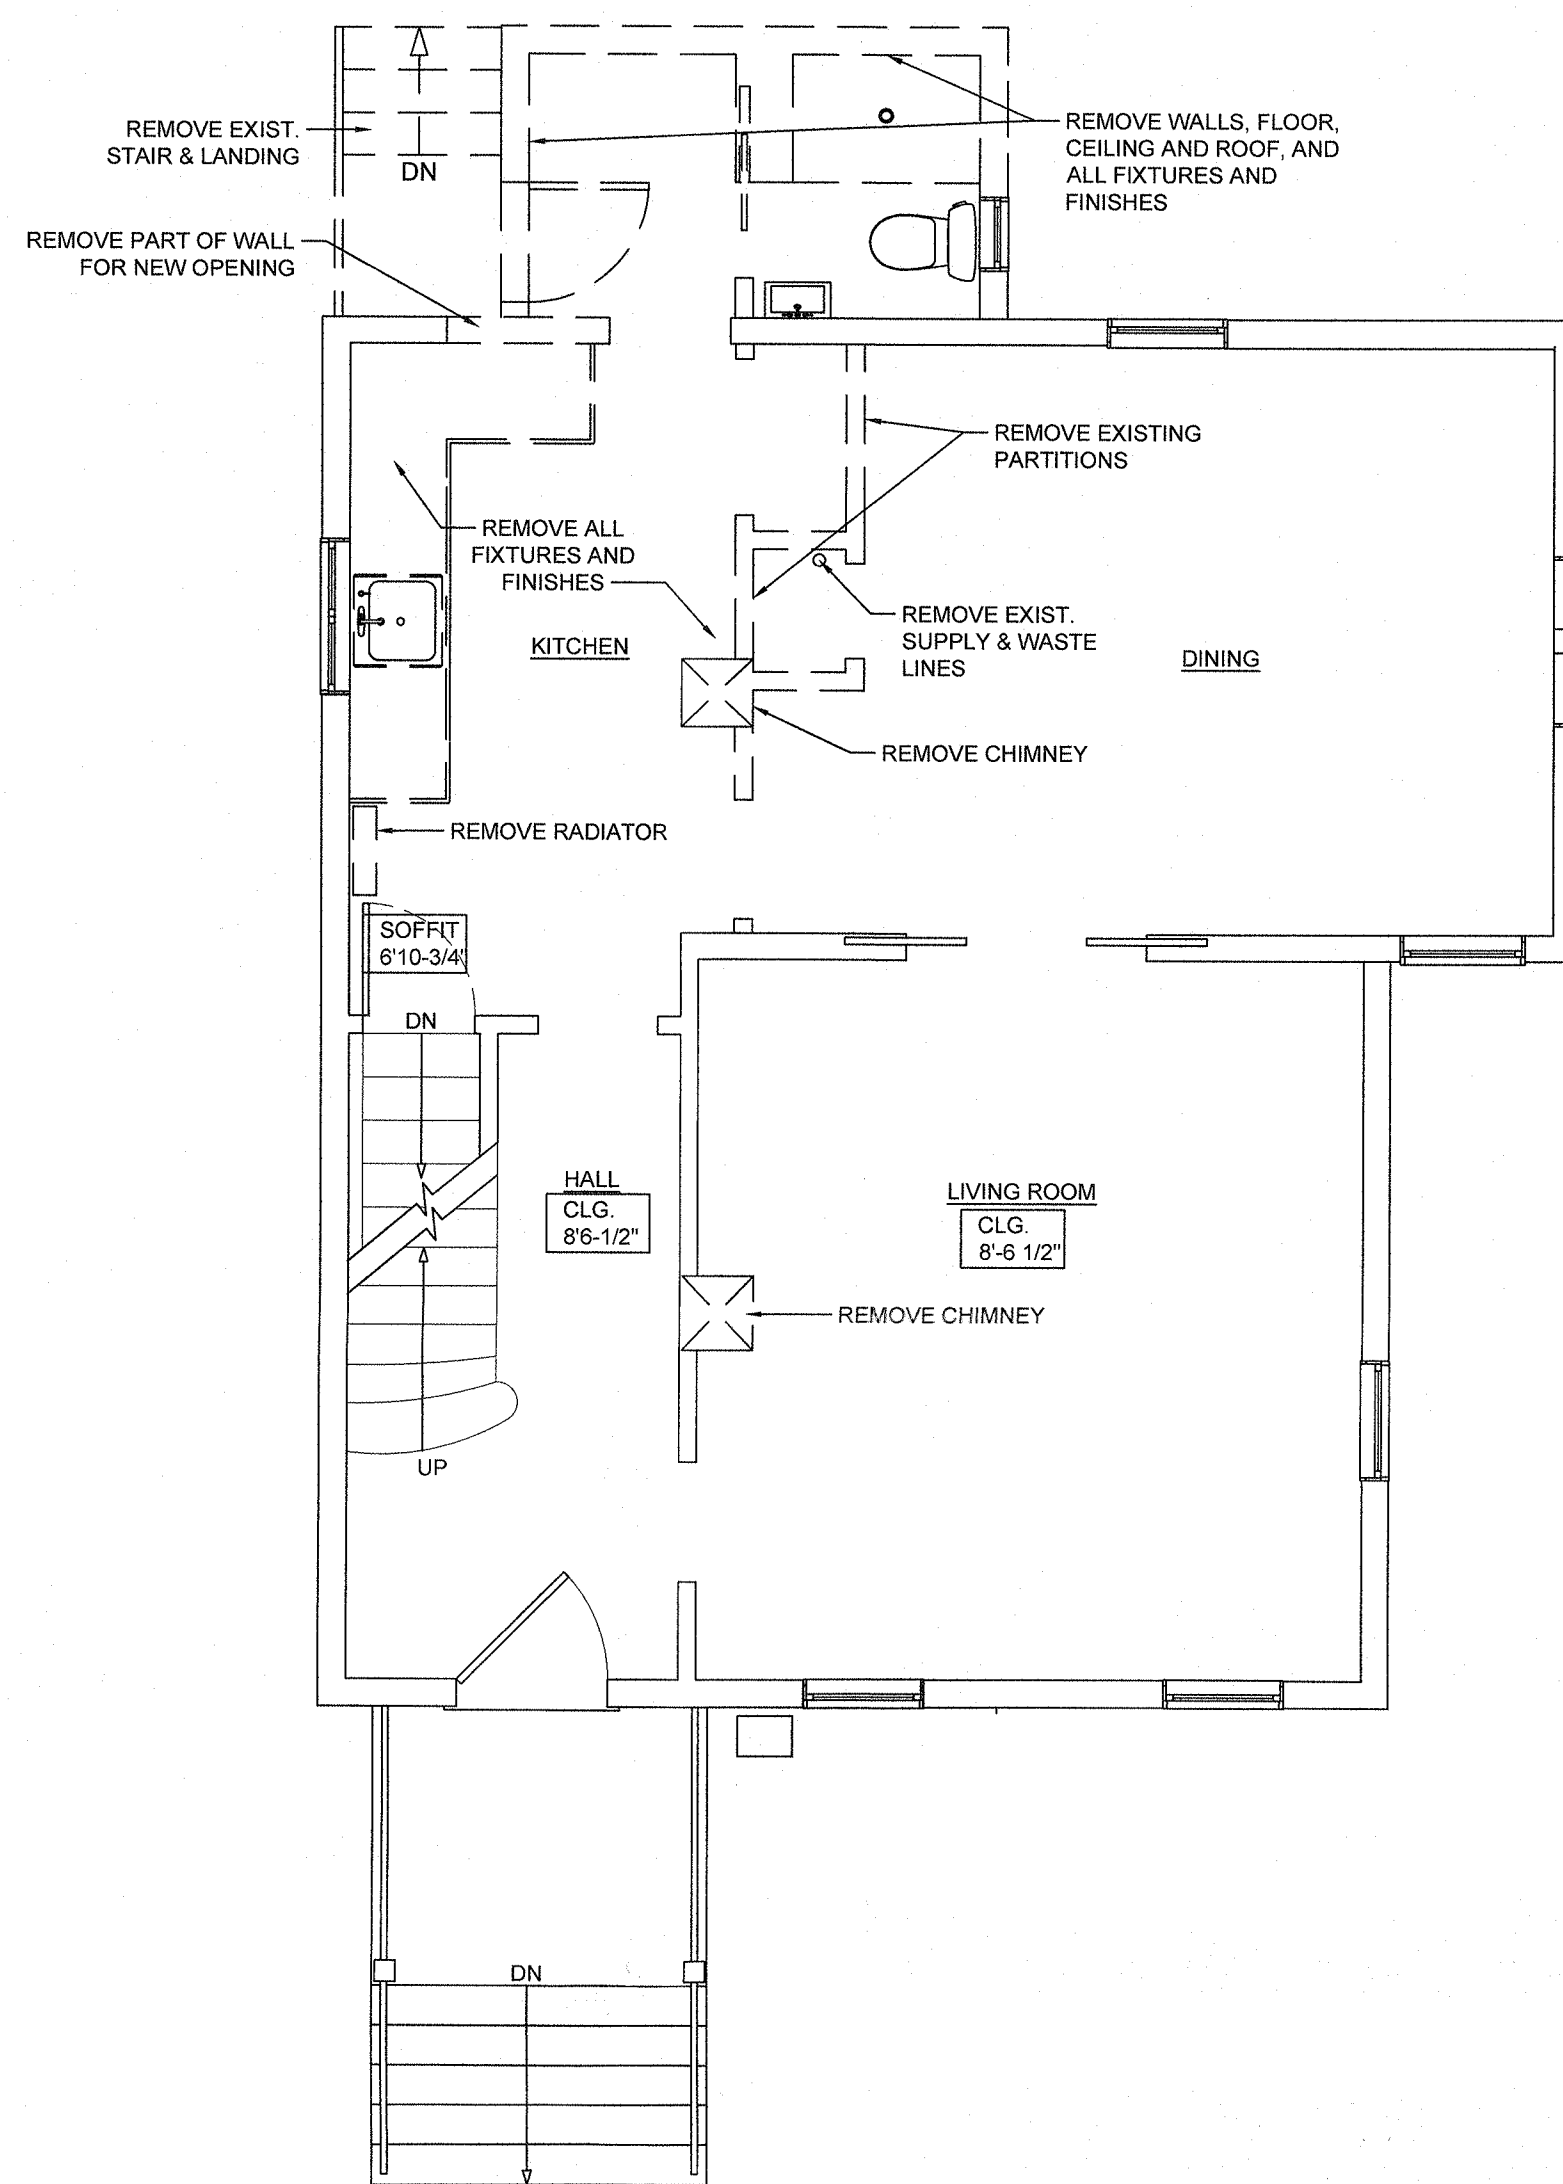 REMOVE EXIST.
STAIR & LANDING
DN
REMOVE WALLS, FLOOR,
CEILING AND ROOF, AND
ALL FIXTURES AND
FINISHES
REMOVE PART OF WALL
FOR NEW OPENING
REMOVE EXISTING
PARTITIONS
REMOVE ALL
FIXTURES AND
FINISHES
REMOVE EXIST.
SUPPLY & WASTE
LINES
KITCHEN
DINING
REMOVE CHIMNEY
REMOVE RADIATOR
SOFFIT
6'10-3/4"
DN
HALL
CLG.
8'6-1/2"
LIVING ROOM
CLG.
8'-6 1/2"
REMOVE CHIMNEY
UP
DN